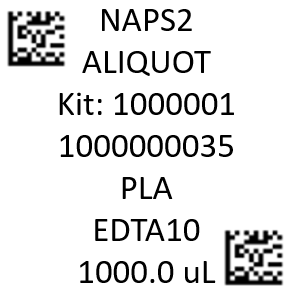 NAPS2
ALIQUOT
Kit: 1000001
1000000035
PLA
EDTA10
1000.0 uL